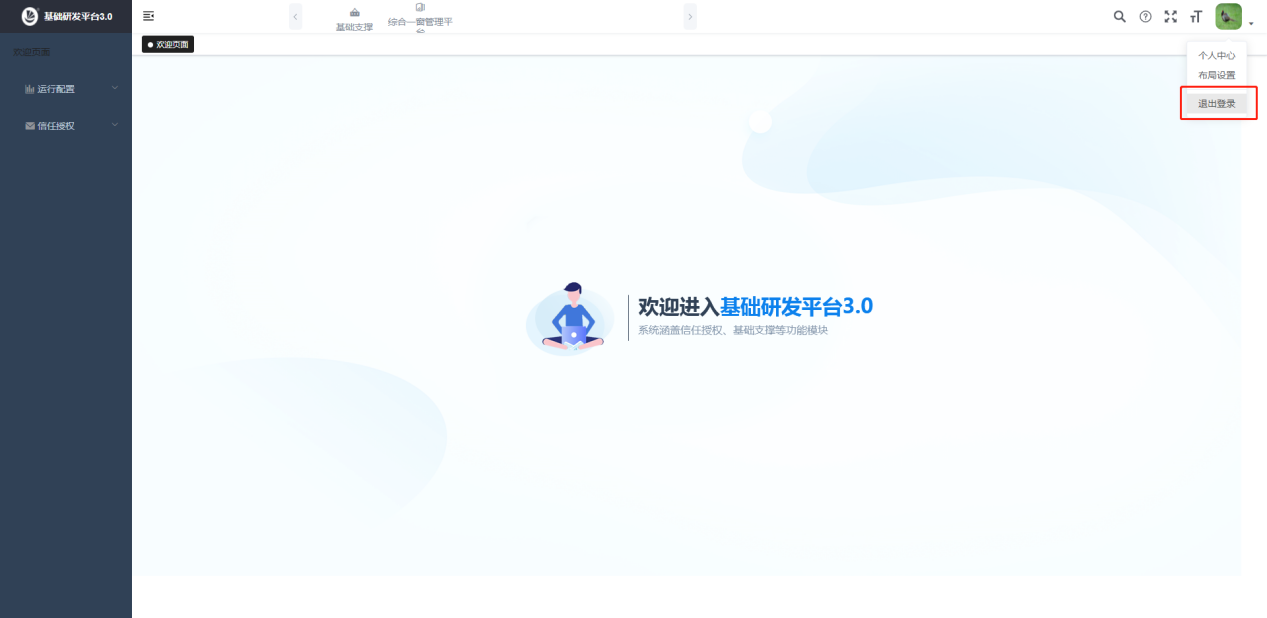 基础研发平台3.0
基础支撑
综合一窗管理平
台
欢迎页面
欢迎页面
个人中心
布局设置
运行配置
退出登录
信任授权
欢迎进入基础研发平台3.0
系统涵盖信任授权、基础支撑等功能模块